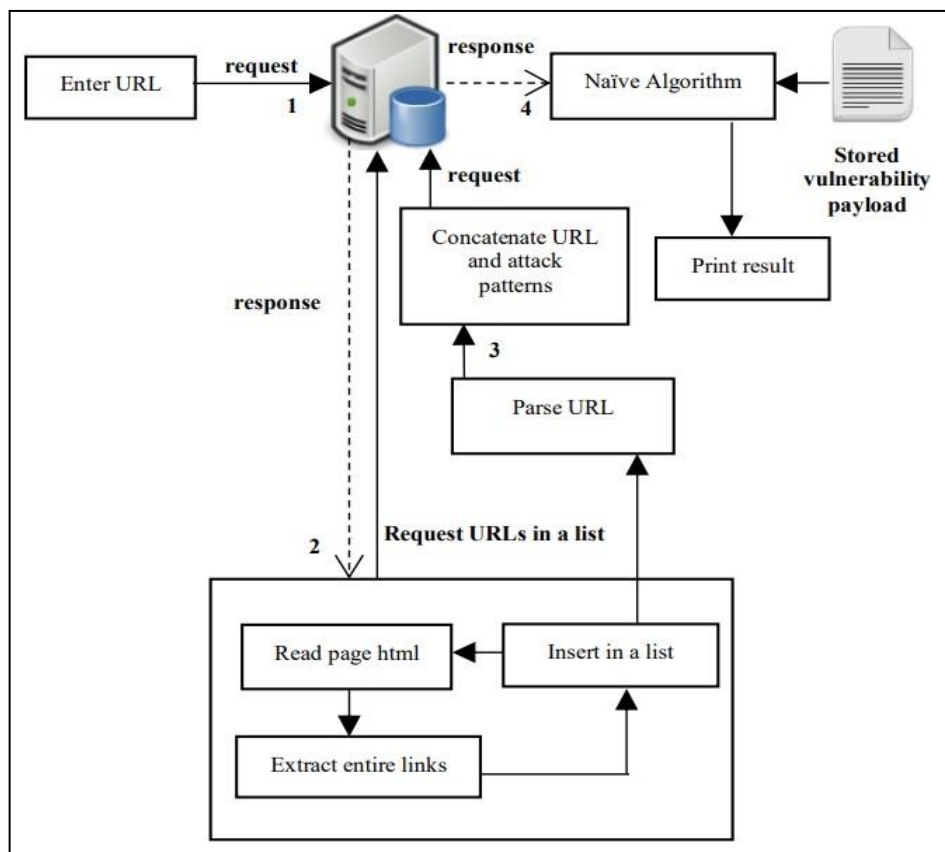 Enter URL
request
1
response
4
Naïve Algorithm
Stored
vulnerability
payload
request
Concatenate URL
and attack
patterns
Print result
response
3
Parse URL
2
Request URLs in a list
Read page html
Insert in a list
Extract entire links